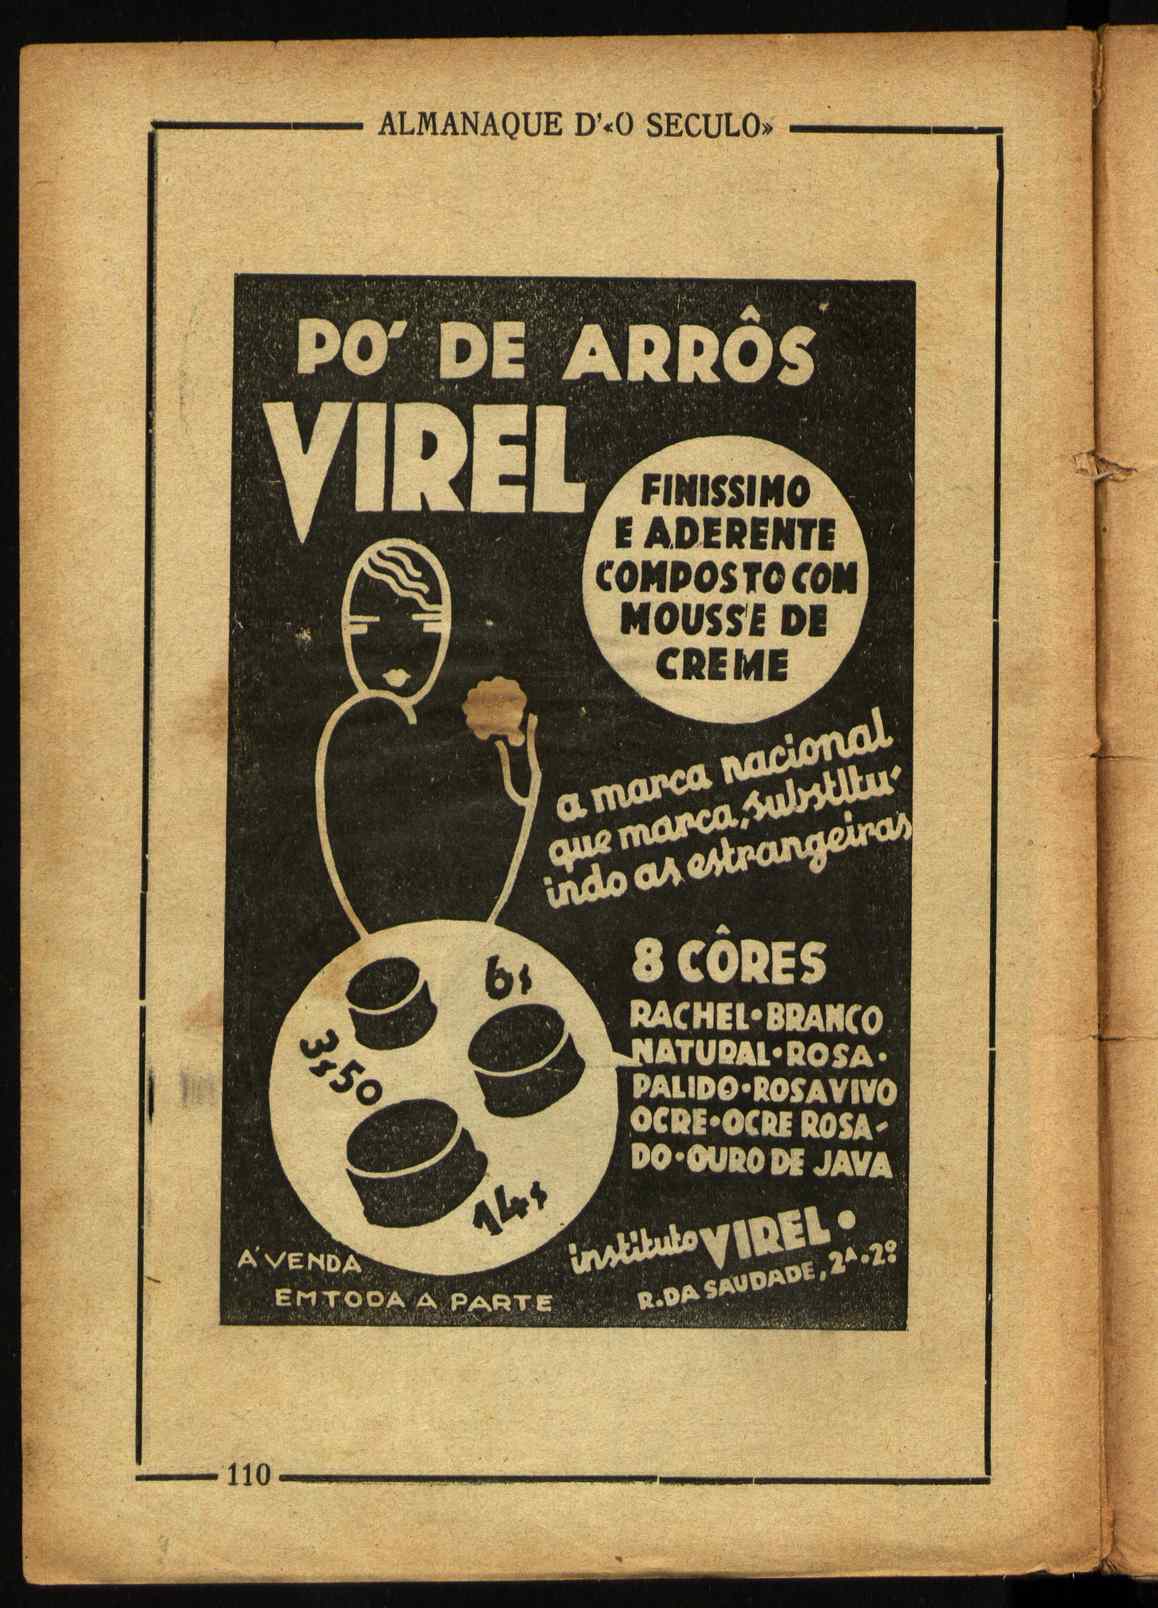 ALMANAQUE D'«O SECULO»
PO' DE ARRÔS
VIREL
FINISSIMO
E ADERENTE
COMPOSTO COM
MOUSSE DE
CREME
a marca nacional
que marca, substitu-
indo as estrangeiras
8 CÔRES
RACHEL•BRANCO
NATURAL•ROSA•
PALIDO•ROSA VIVO
OCRE•OCRE ROSA-
DO•OURO DE JAVA
6$
3$50
14$
instituto VIREL•
R. DA SAUDADE, 2A.2º
A' VENDA
EM TODA A PARTE
110